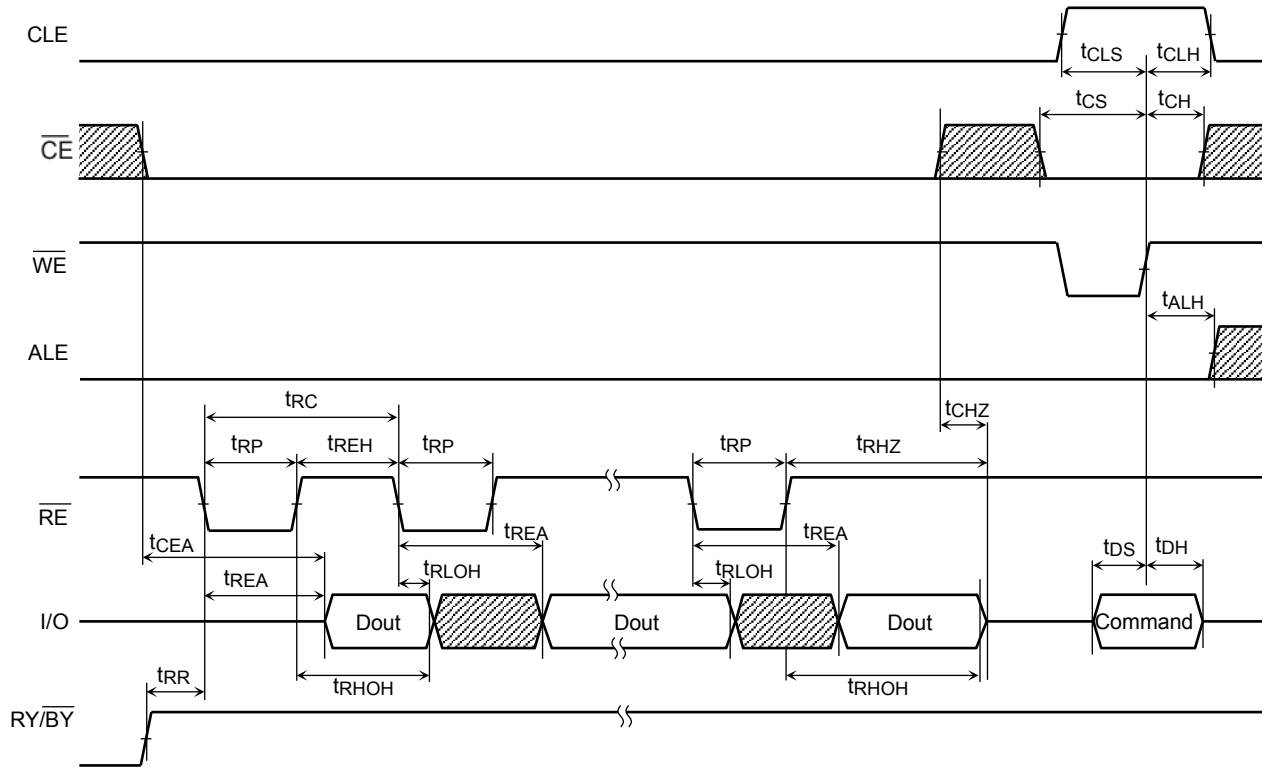 CLE
tCLS tCLH
tCS tCH
CE
WE
tALH
ALE
tRC
tCHZ
tRP tREH tRP tRP tRHZ
RE
tCEA tREA tREA tDS tDH
tREA tRLOH tRLOH
I/O Dout Dout Dout Command
tRR tRHOH tRHOH
RY/BY